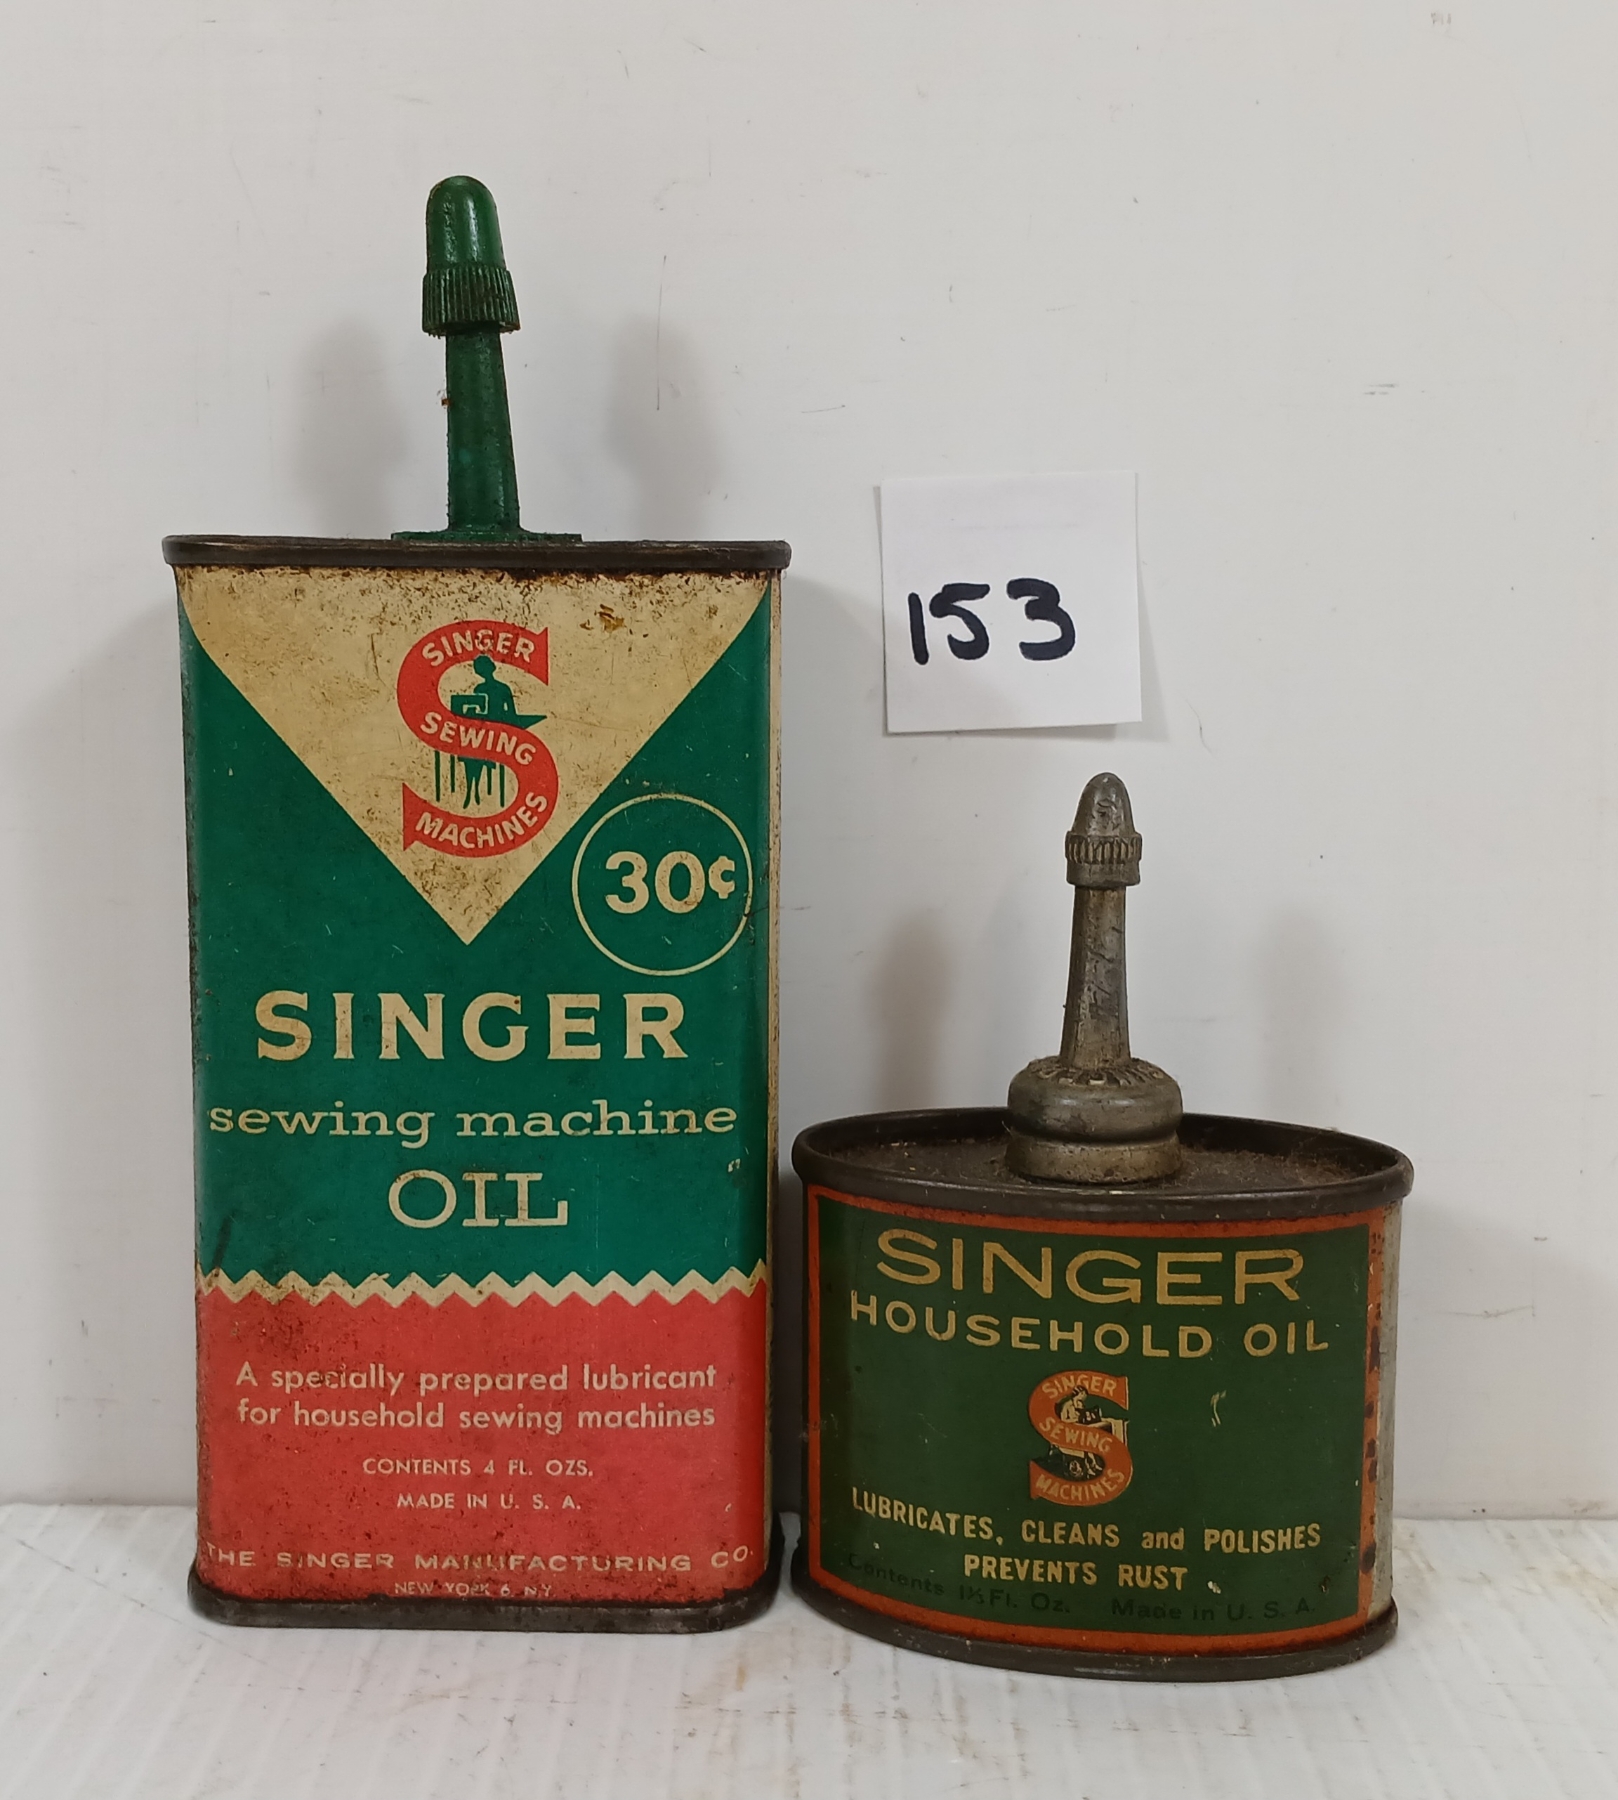 SINGER
SEWING
MACHINES
30¢
SINGER
sewing machine
OIL
A specially prepared lubricant
for household sewing machines
CONTENTS 4 FL. OZS.
MADE IN U. S. A.
THE SINGER MANUFACTURING CO.
NEW YORK 6, N.Y.
153
SINGER
HOUSEHOLD OIL
SINGER
SEWING
MACHINES
LUBRICATES, CLEANS and POLISHES
PREVENTS RUST
Contents 1⅓ Fl. Oz. Made in U. S. A.